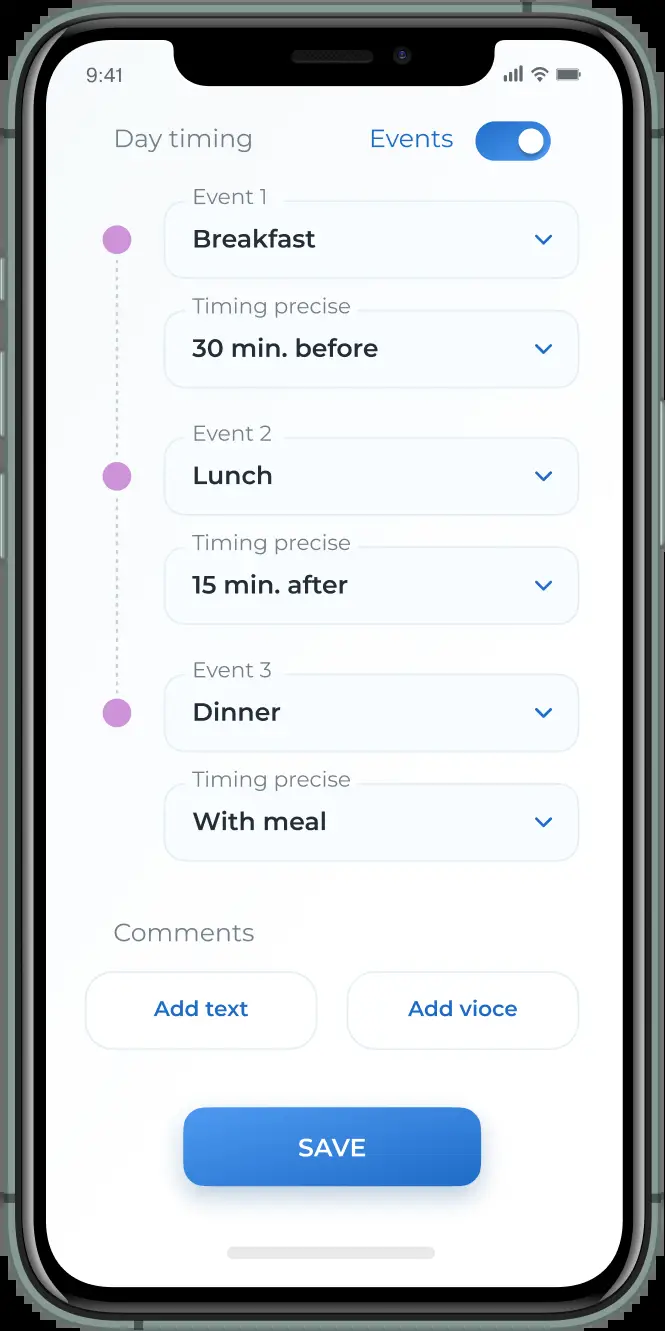 9:41
Day timing Events
Event 1
Breakfast
Timing precise
30 min. before
Event 2
Lunch
Timing precise
15 min. after
Event 3
Dinner
Timing precise
With meal
Comments
Add text Add vioce
SAVE